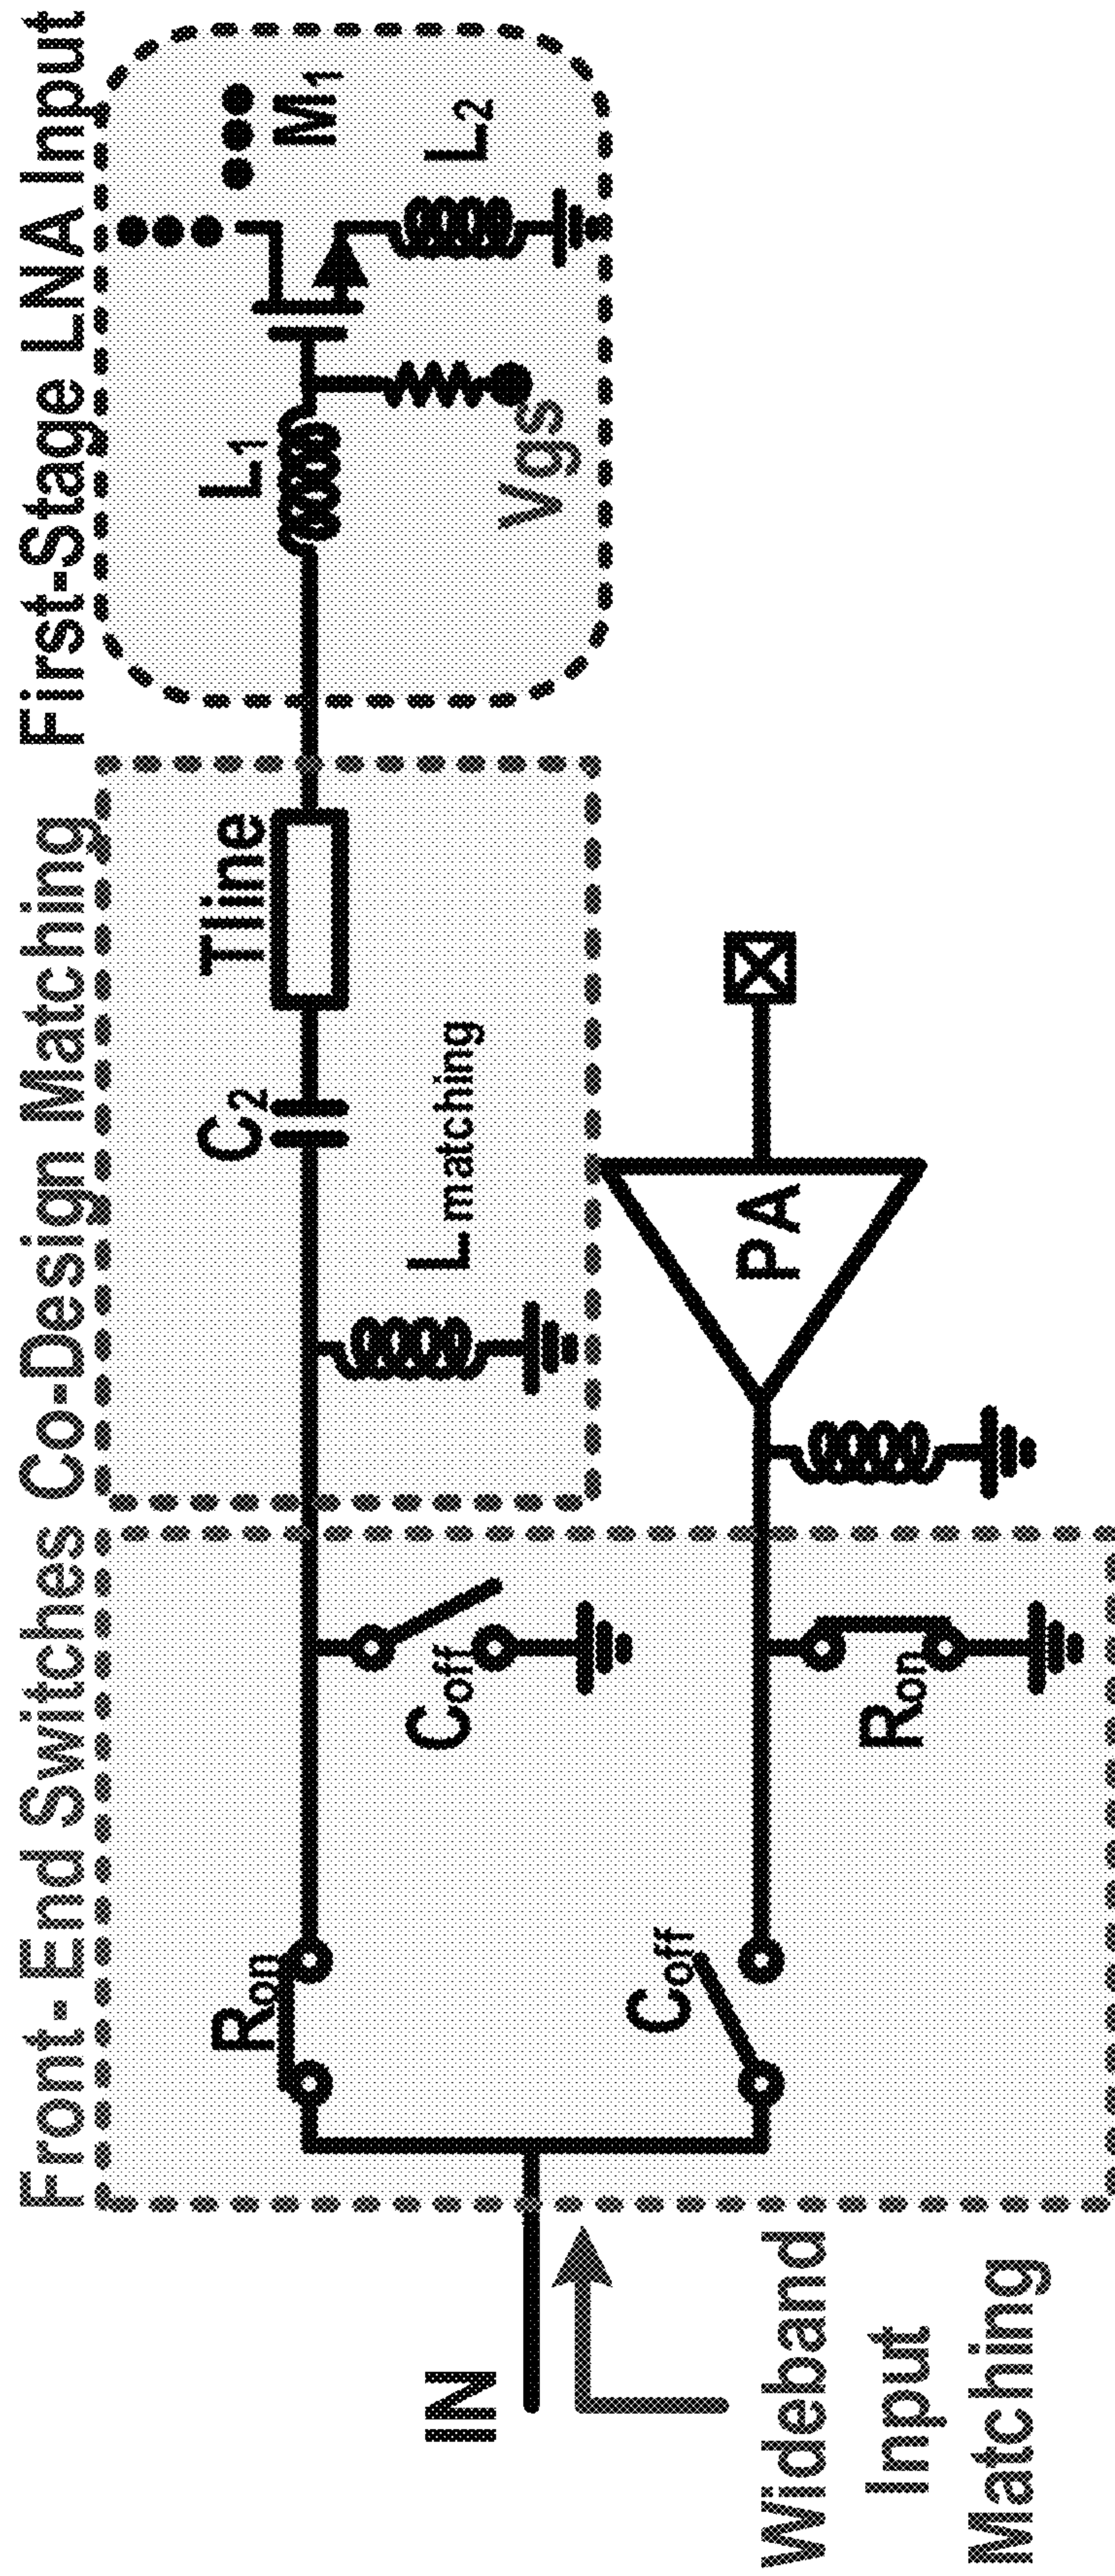 Front-End Switches
Co-Design Matching
First-Stage LNA Input
Ron
C2
Tline
L1
M1
Coff
Lmatching
Vgs
L2
IN
Coff
PA
Ron
Wideband
Input
Matching